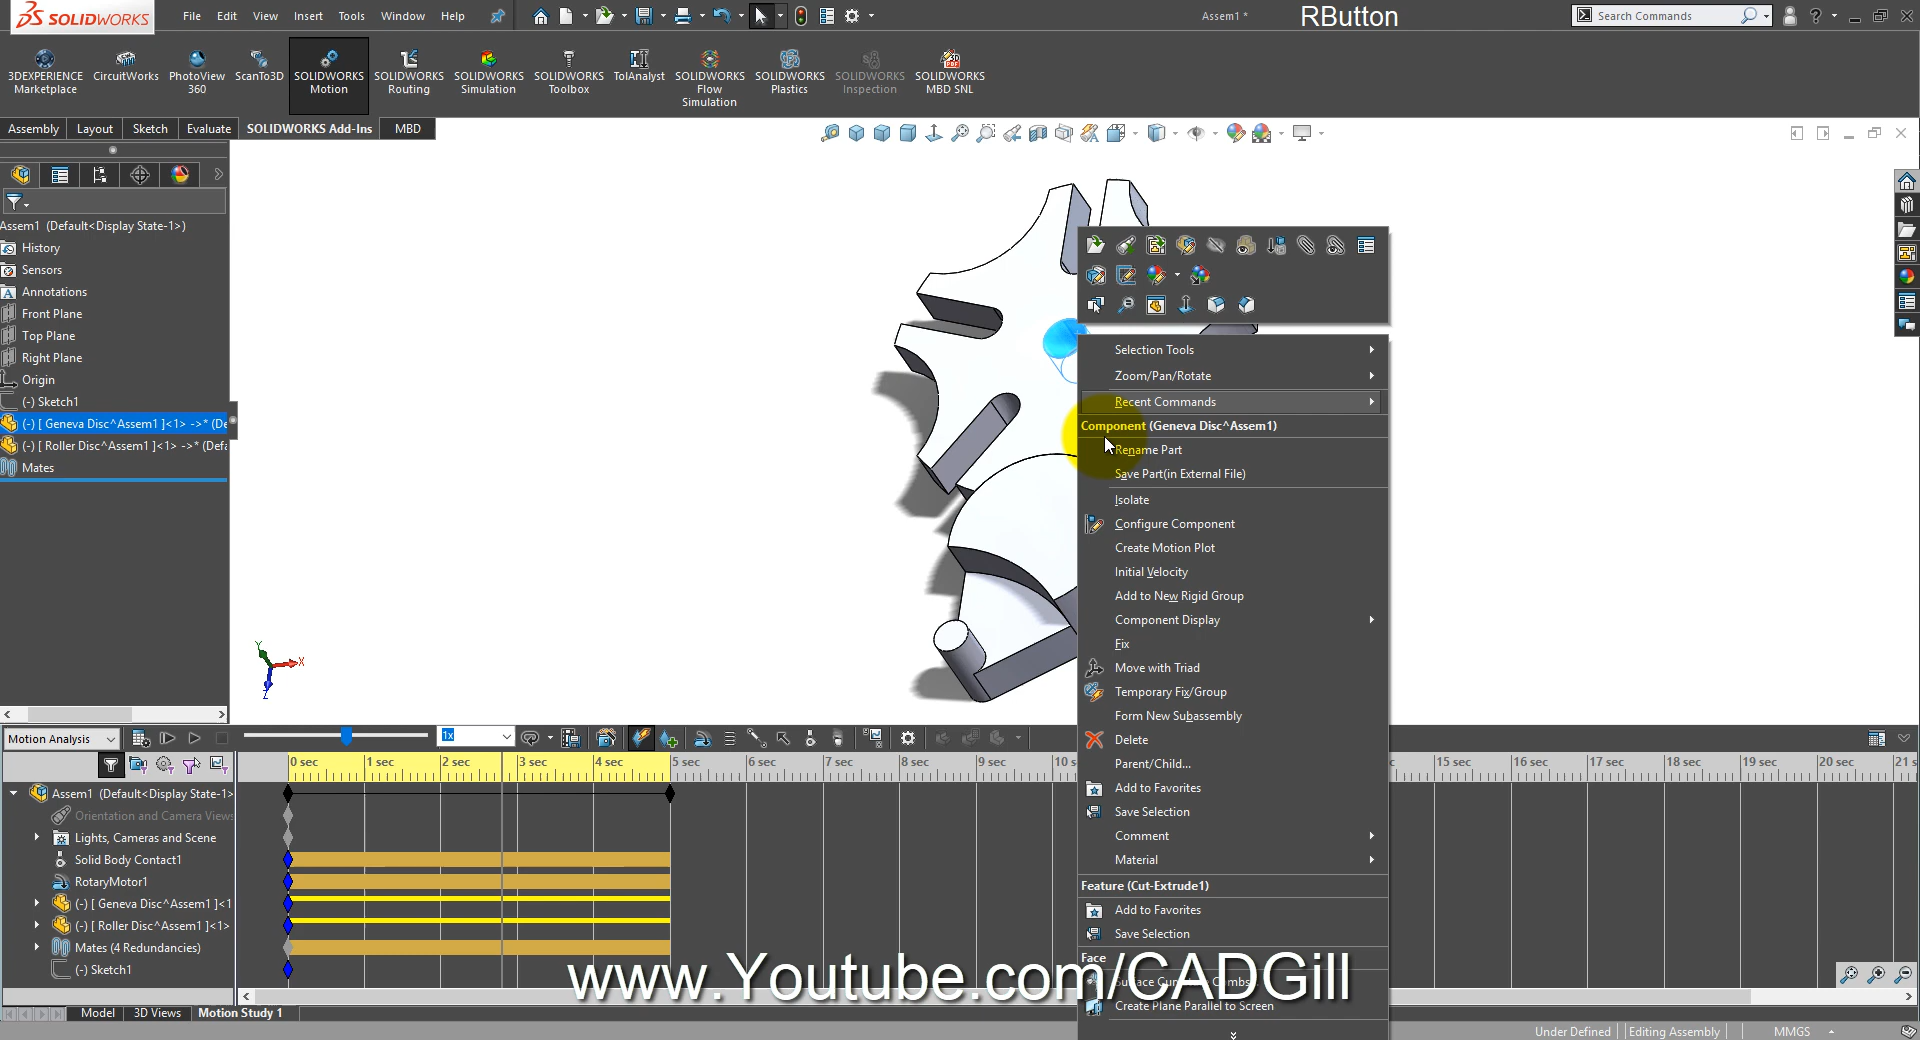 SOLIDWORKS
File Edit View Insert Tools Window Help
Assem1 *
RButton
Search Commands
3DEXPERIENCE Marketplace
CircuitWorks
PhotoView 360
ScanTo3D
SOLIDWORKS Motion
SOLIDWORKS Routing
SOLIDWORKS Simulation
SOLIDWORKS Toolbox
TolAnalyst
SOLIDWORKS Flow Simulation
SOLIDWORKS Plastics
SOLIDWORKS Inspection
SOLIDWORKS MBD SNL
Assembly Layout Sketch Evaluate SOLIDWORKS Add-Ins MBD
Assem1 (Default<Display State-1>)
History
Sensors
Annotations
Front Plane
Top Plane
Right Plane
Origin
(-) Sketch1
(-) [ Geneva Disc^Assem1 ]<1> ->* (De
(-) [ Roller Disc^Assem1 ]<1> ->* (Defa
Mates
Y
X
Z
Selection Tools
Zoom/Pan/Rotate
Recent Commands
Component (Geneva Disc^Assem1)
Rename Part
Save Part(in External File)
Isolate
Configure Component
Create Motion Plot
Initial Velocity
Add to New Rigid Group
Component Display
Fix
Move with Triad
Temporary Fix/Group
Form New Subassembly
Delete
Parent/Child...
Add to Favorites
Save Selection
Comment
Material
Feature (Cut-Extrude1)
Add to Favorites
Save Selection
Face
Create Plane Parallel to Screen
Motion Analysis
1x
0 sec 1 sec 2 sec 3 sec 4 sec 5 sec 6 sec 7 sec 8 sec 9 sec 10 s 15 sec 16 sec 17 sec 18 sec 19 sec 20 sec 21 s
Assem1 (Default<Display State-1>
Orientation and Camera Views
Lights, Cameras and Scene
Solid Body Contact1
RotaryMotor1
(-) [ Geneva Disc^Assem1 ]<1
(-) [ Roller Disc^Assem1 ]<1>
Mates (4 Redundancies)
(-) Sketch1
www.Youtube.com/CADGill
Model 3D Views Motion Study 1
Under Defined Editing Assembly MMGS